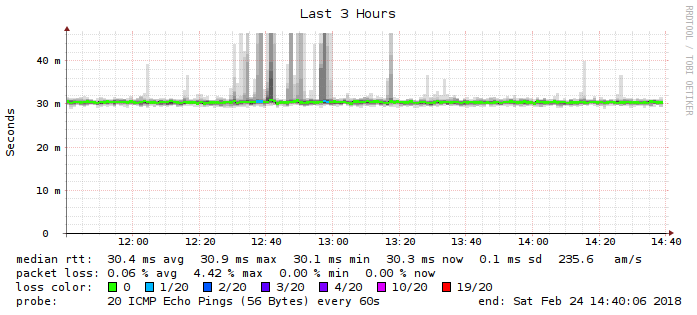 Last 3 Hours
RRDTOOL / TOBI OETIKER
Seconds
40 m
30 m
20 m
10 m
0
12:00 12:20 12:40 13:00 13:20 13:40 14:00 14:20 14:40
median rtt: 30.4 ms avg 30.9 ms max 30.1 ms min 30.3 ms now 0.1 ms sd 235.6 am/s
packet loss: 0.06 % avg 4.42 % max 0.00 % min 0.00 % now
loss color: 0 1/20 2/20 3/20 4/20 10/20 19/20
probe: 20 ICMP Echo Pings (56 Bytes) every 60s end: Sat Feb 24 14:40:06 2018